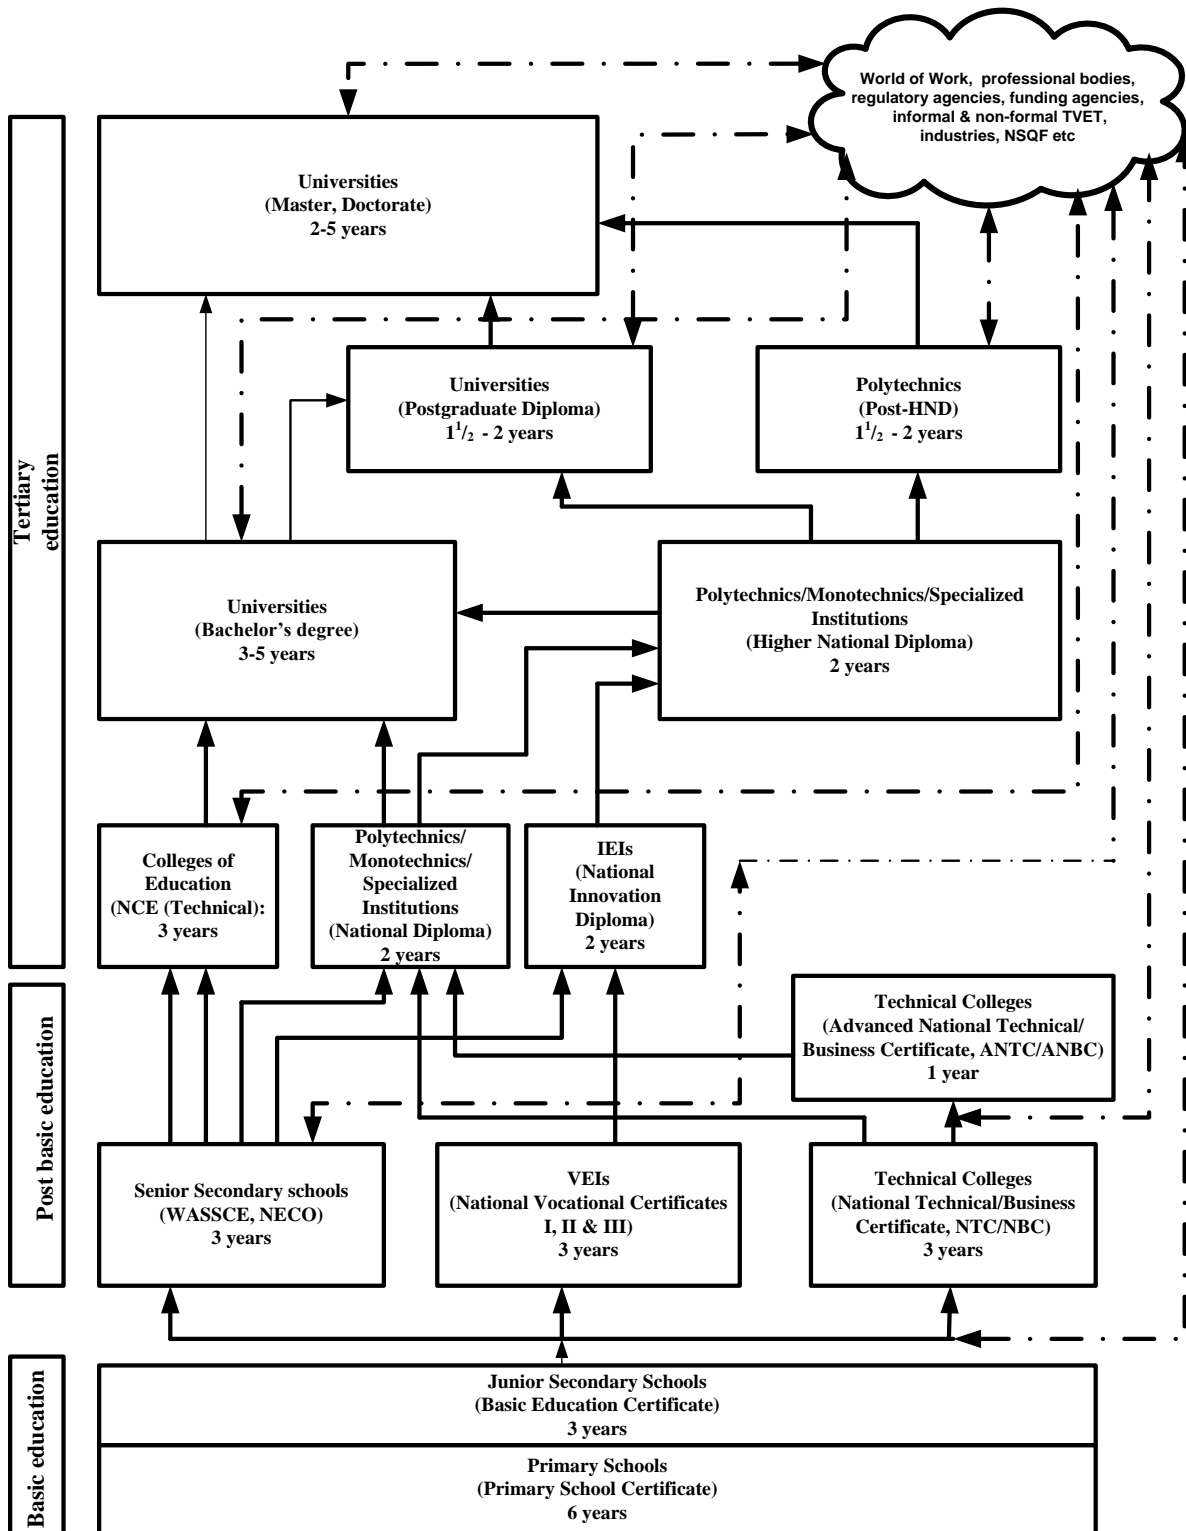 World of Work, professional bodies,
regulatory agencies, funding agencies,
informal & non-formal TVET,
industries, NSQF etc
Tertiary
education
Universities
(Master, Doctorate)
2-5 years
Universities
(Postgraduate Diploma)
1 1/2 - 2 years
Polytechnics
(Post-HND)
1 1/2 - 2 years
Universities
(Bachelor’s degree)
3-5 years
Polytechnics/Monotechnics/Specialized
Institutions
(Higher National Diploma)
2 years
Colleges of
Education
(NCE (Technical):
3 years
Polytechnics/
Monotechnics/
Specialized
Institutions
(National Diploma)
2 years
IEIs
(National
Innovation
Diploma)
2 years
Post basic education
Technical Colleges
(Advanced National Technical/
Business Certificate, ANTC/ANBC)
1 year
Senior Secondary schools
(WASSCE, NECO)
3 years
VEIs
(National Vocational Certificates
I, II & III)
3 years
Technical Colleges
(National Technical/Business
Certificate, NTC/NBC)
3 years
Basic education
Junior Secondary Schools
(Basic Education Certificate)
3 years
Primary Schools
(Primary School Certificate)
6 years